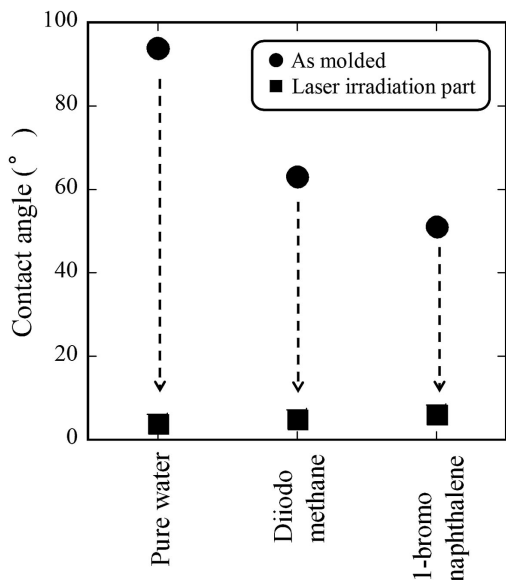 100
80
60
40
20
0
Contact angle (°)
As molded
Laser irradiation part
Pure water
Diiodo
methane
1-bromo
naphthalene